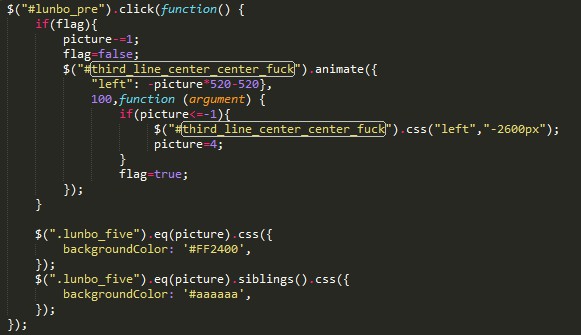 $("#lunbo_pre").click(function() {
if(flag){
picture-=1;
flag=false;
$("#third_line_center_center_fuck").animate({
"left": -picture*520-520},
100,function (argument) {
if(picture<=-1){
$("#third_line_center_center_fuck").css("left","-2600px");
picture=4;
}
flag=true;
});
}
$(".lunbo_five").eq(picture).css({
backgroundColor: '#FF2400',
});
$(".lunbo_five").eq(picture).siblings().css({
backgroundColor: '#aaaaaa',
});
});